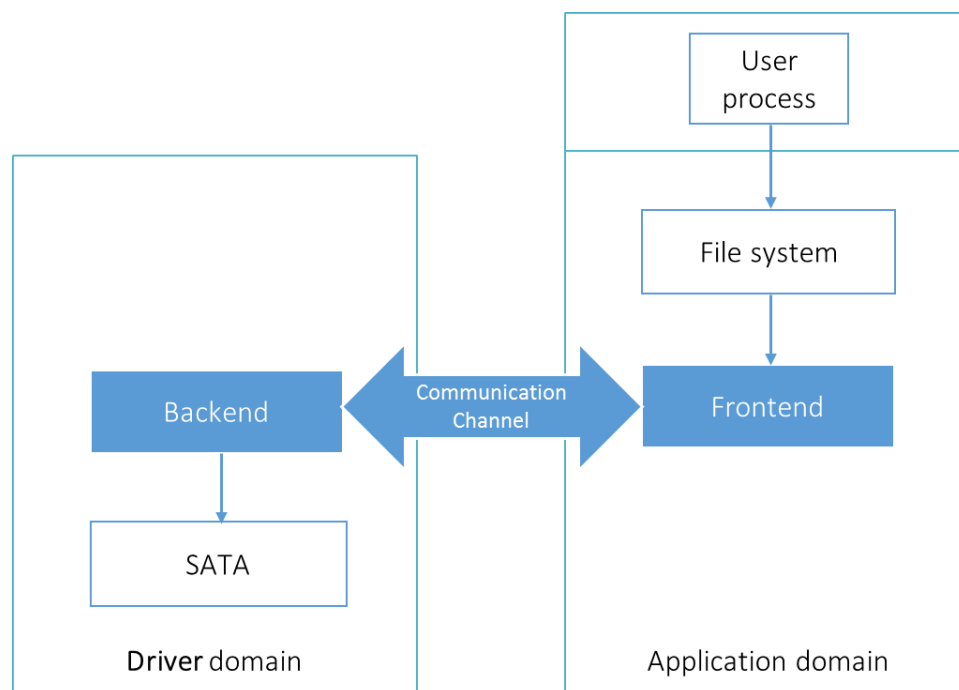 User
process
File system
Communication
Channel
Backend
Frontend
SATA
Driver domain
Application domain